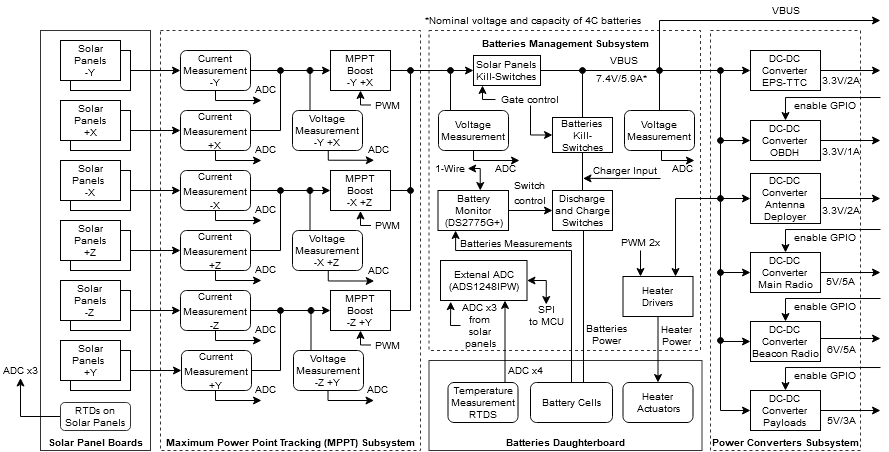 *Nominal voltage and capacity of 4C batteries
VBUS
Solar
Panels
-Y
Solar
Panels
+X
Solar
Panels
-X
Solar
Panels
+Z
Solar
Panels
-Z
Solar
Panels
+Y
ADC x3
RTDs on
Solar Panels
Solar Panel Boards
Current
Measurement
-Y
ADC
Current
Measurement
+X
ADC
Current
Measurement
-X
ADC
Current
Measurement
+Z
ADC
Current
Measurement
-Z
ADC
Current
Measurement
+Y
ADC
MPPT
Boost
-Y +X
PWM
Voltage
Measurement
-Y +X
ADC
MPPT
Boost
-X +Z
PWM
Voltage
Measurement
-X +Z
ADC
MPPT
Boost
-Z +Y
PWM
Voltage
Measurement
-Z +Y
ADC
Maximum Power Point Tracking (MPPT) Subsystem
Batteries Management Subsystem
Solar Panels
Kill-Switches
VBUS
7.4V/5.9A*
Gate control
Voltage
Measurement
ADC
Batteries
Kill-
Switches
Voltage
Measurement
ADC
1-Wire
Charger Input
Battery
Monitor
(DS2775G+)
Switch
control
Discharge
and Charge
Switches
Batteries Measurements
PWM 2x
Extenal ADC
(ADS1248IPW)
ADC x3
from
solar
panels
SPI
to MCU
Heater
Drivers
Batteries
Power
Heater
Power
ADC x4
Temperature
Measurement
RTDS
Battery Cells
Heater
Actuators
Batteries Daughterboard
DC-DC
Converter
EPS-TTC
3.3V/2A
enable GPIO
DC-DC
Converter
OBDH
3.3V/1A
DC-DC
Converter
Antenna
Deployer
3.3V/2A
enable GPIO
DC-DC
Converter
Main Radio
5V/5A
enable GPIO
DC-DC
Converter
Beacon Radio
6V/5A
enable GPIO
DC-DC
Converter
Payloads
5V/3A
Power Converters Subsystem